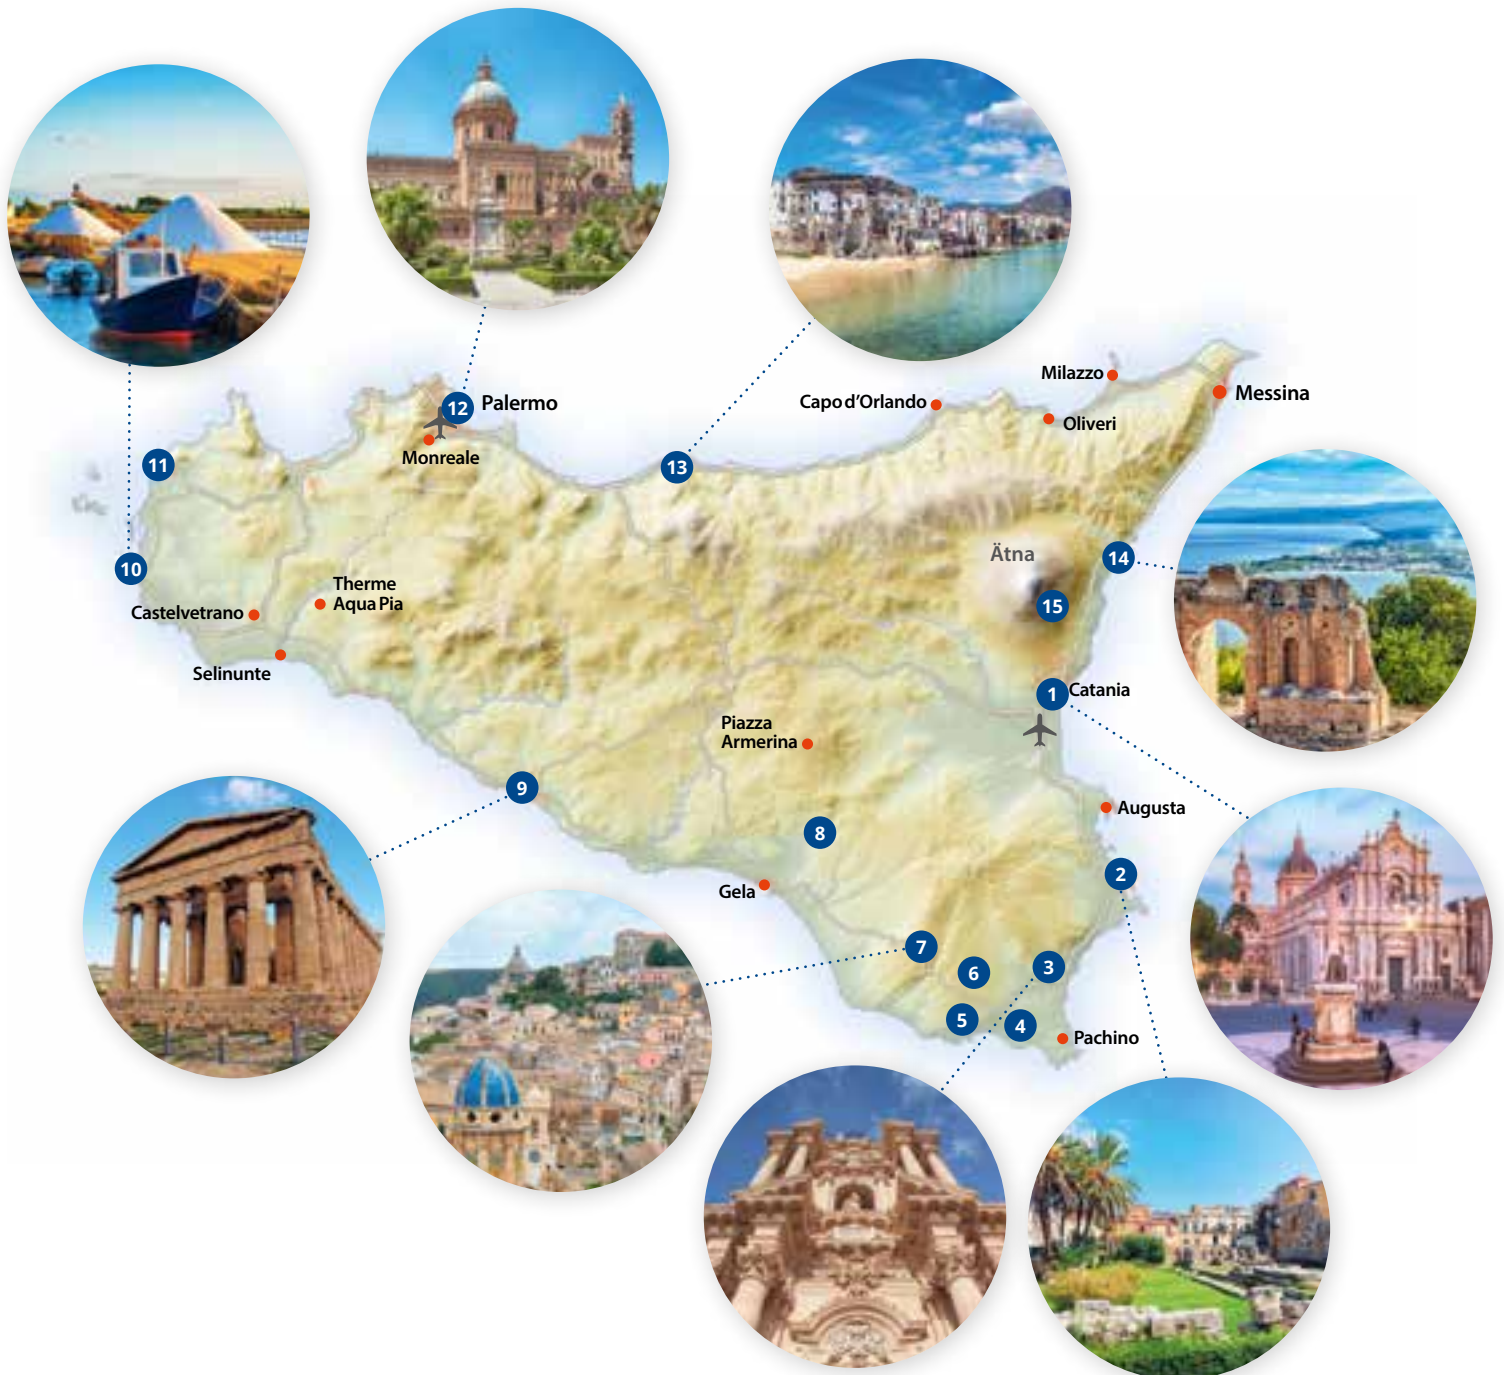 Milazzo
Messina
Capo d'Orlando
12
Palermo
Oliveri
Monreale
11
13
Ätna
14
10
Therme
Aqua Pia
15
Castelvetrano
Selinunte
1
Catania
Piazza
Armerina
9
Augusta
8
2
Gela
7
6
3
5
4
Pachino